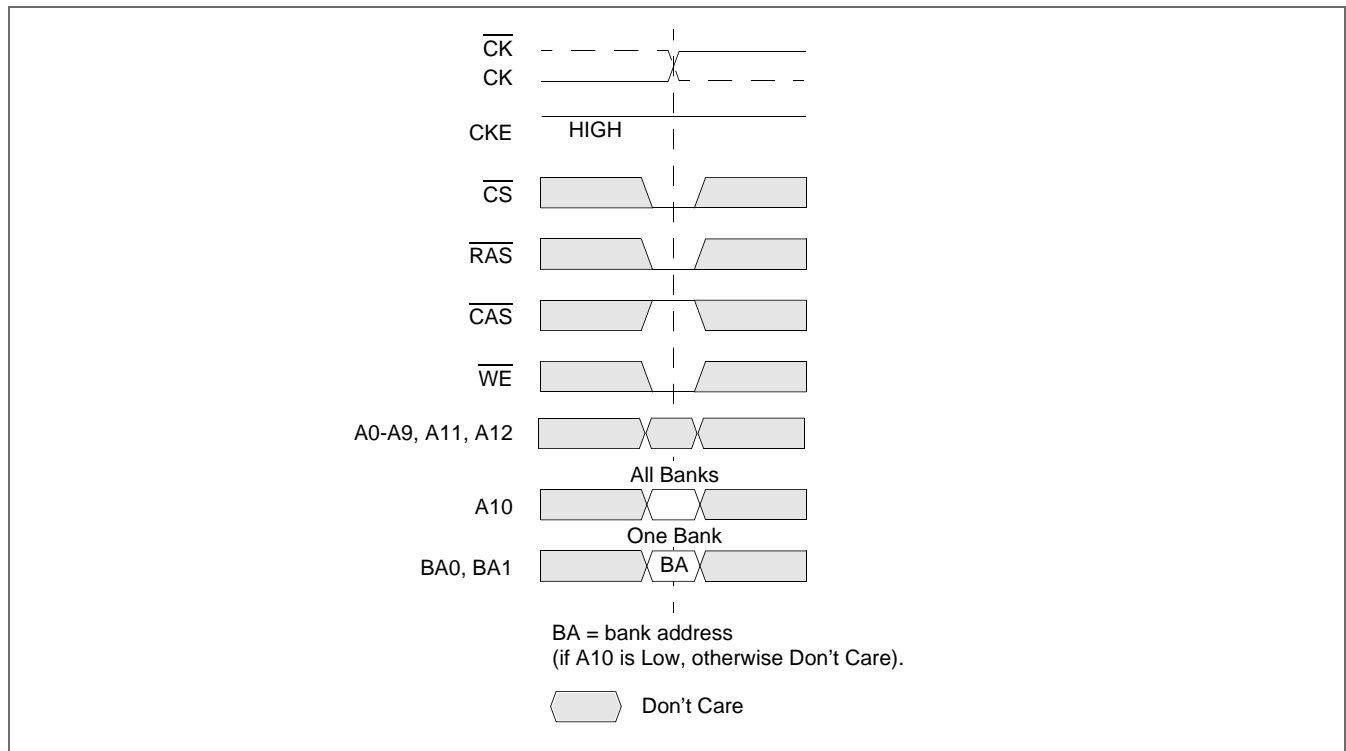 CK
CK
CKE HIGH
CS
RAS
CAS
WE
A0-A9, A11, A12
All Banks
A10
One Bank
BA0, BA1 BA
BA = bank address
(if A10 is Low, otherwise Don't Care).
Don't Care